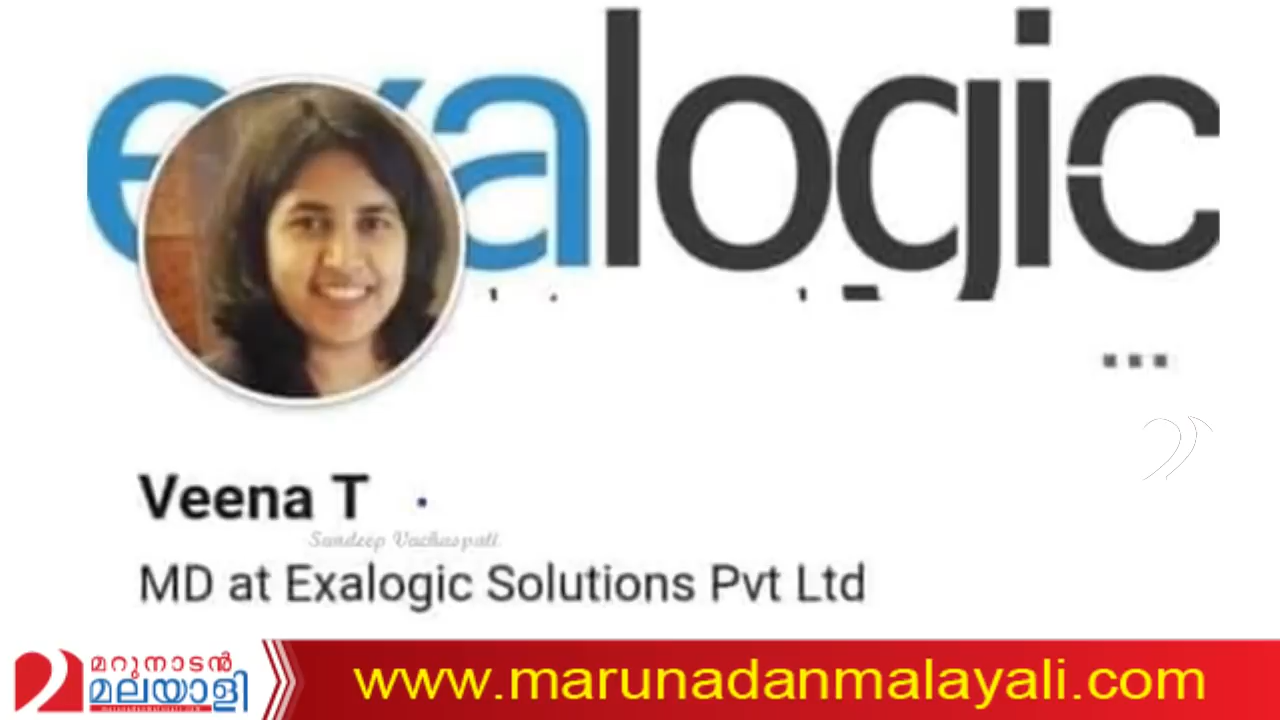 exalogic
Veena T
Sandeep Vachaspati
MD at Exalogic Solutions Pvt Ltd
മറുനാടൻ
മലയാളി
www.marunadanmalayali.com